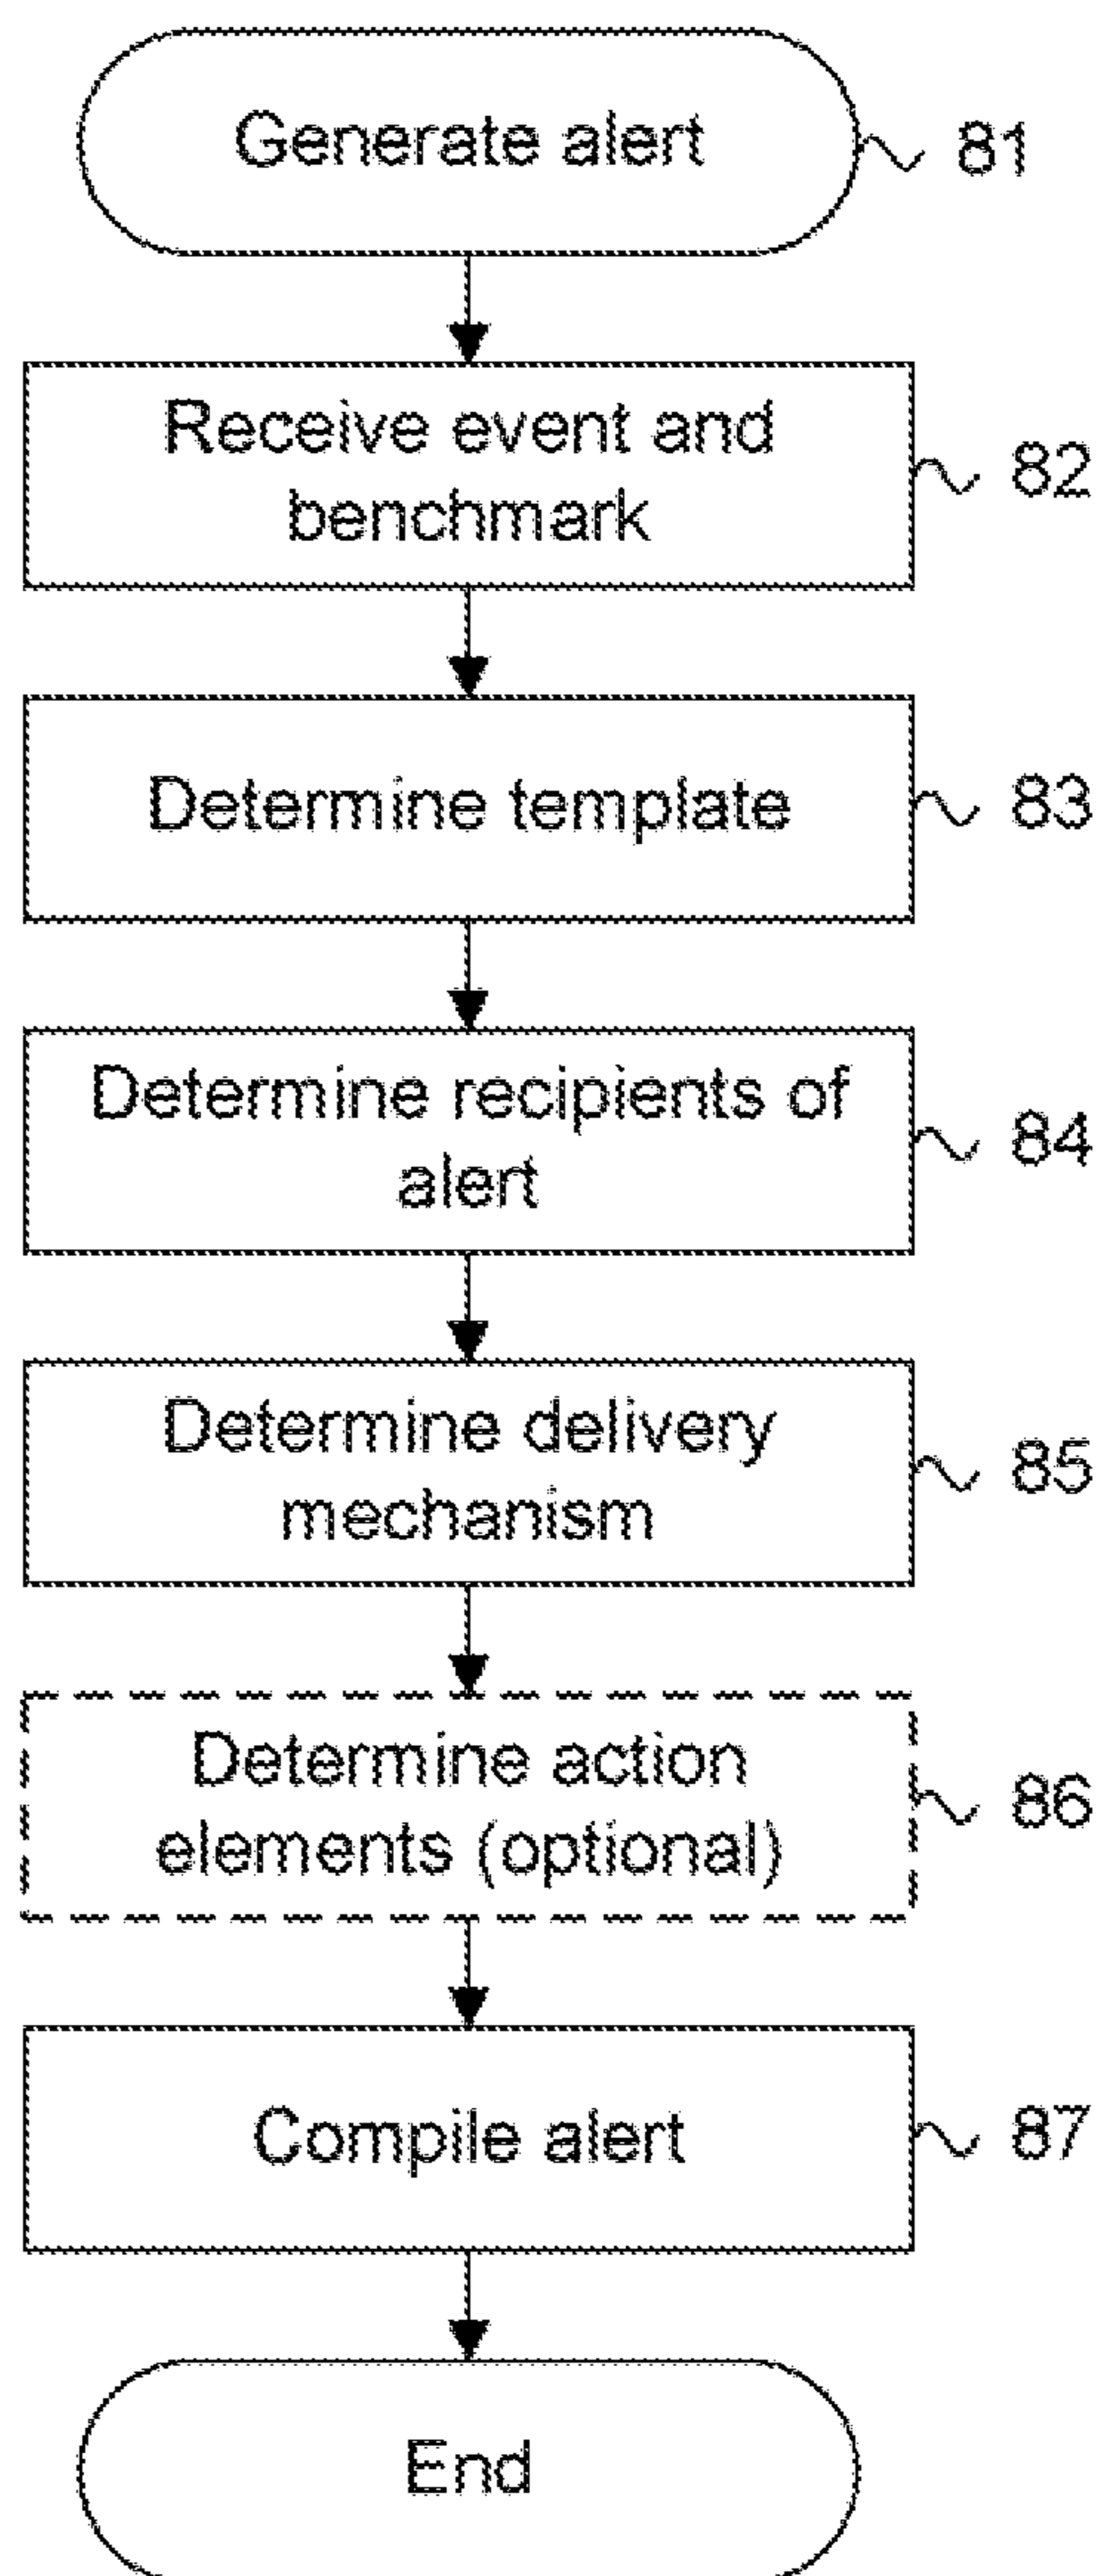 Generate alert
81
Receive event and
benchmark
82
Determine template
83
Determine recipients of
alert
84
Determine delivery
mechanism
85
Determine action
elements (optional)
86
Compile alert
87
End